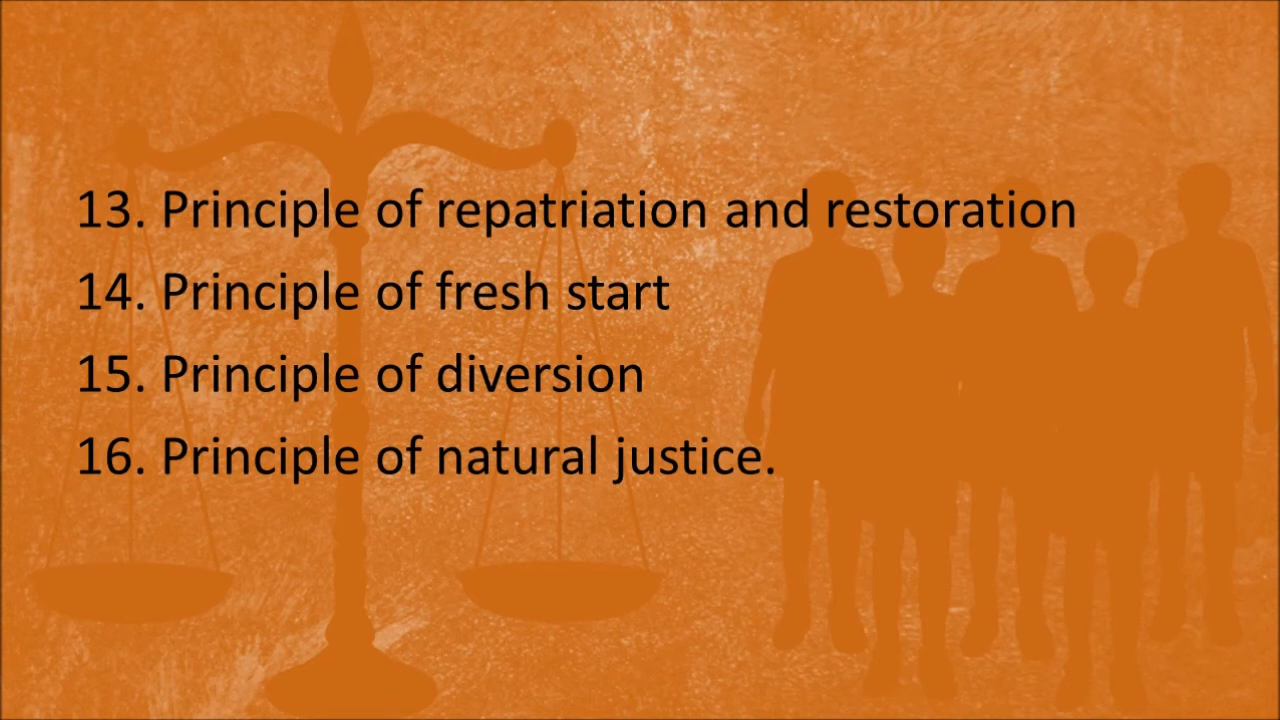 13. Principle of repatriation and restoration
14. Principle of fresh start
15. Principle of diversion
16. Principle of natural justice.